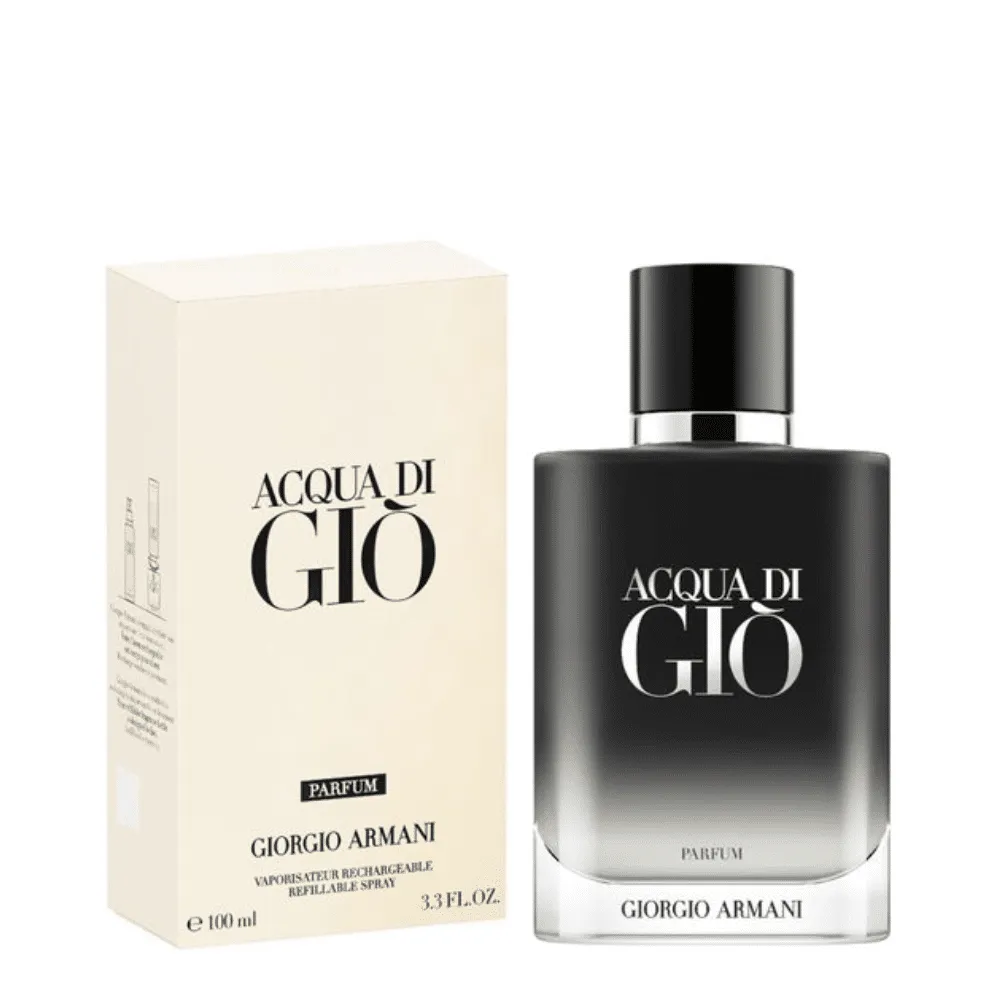 ACQUA DI
GIÒ
PARFUM
GIORGIO ARMANI
VAPORISATEUR RECHARGEABLE
REFILLABLE SPRAY
e 100 ml
3.3 FL.OZ.
ACQUA DI
GIÒ
PARFUM
GIORGIO ARMANI